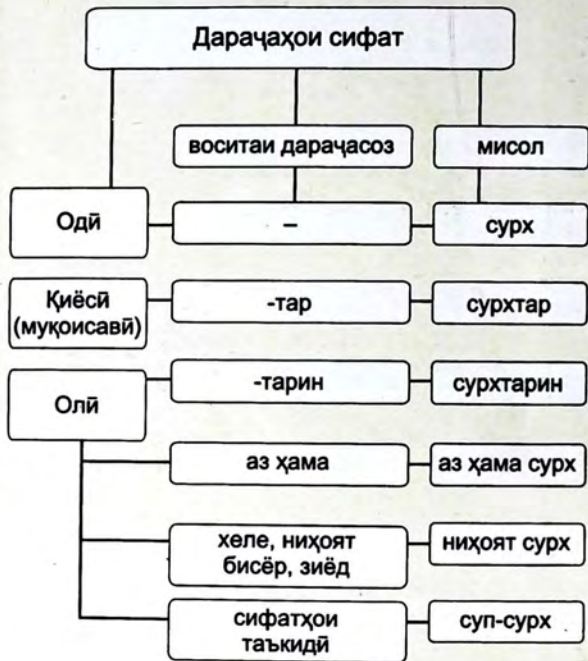 Дараҷаҳои сифат
воситаи дараҷасоз
мисол
Одӣ
–
сурх
Қиёсӣ
(муқоисавӣ)
-тар
сурхтар
Олӣ
-тарин
сурхтарин
аз ҳама
аз ҳама сурх
хеле, ниҳоят
бисёр, зиёд
ниҳоят сурх
сифатҳои
таъкидӣ
суп-сурх